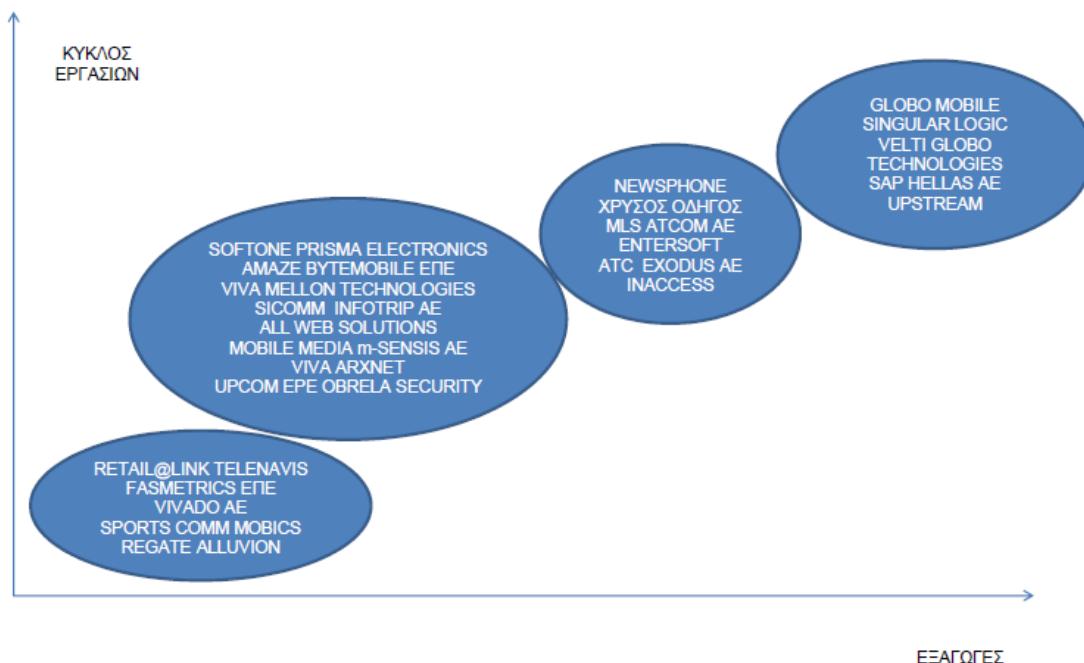 ΚΥΚΛΟΣ
ΕΡΓΑΣΙΩΝ
GLOBO MOBILE
SINGULAR LOGIC
VELTI GLOBO
TECHNOLOGIES
SAP HELLAS AE
UPSTREAM
NEWSPHONE
ΧΡΥΣΟΣ ΟΔΗΓΟΣ
MLS ATCOM AE
ENTERSOFT
ATC EXODUS AE
INACCESS
SOFTONE PRISMA ELECTRONICS
AMAZE BYTEMOBILE ΕΠΕ
VIVA MELLON TECHNOLOGIES
SICOMM INFOTRIP AE
ALL WEB SOLUTIONS
MOBILE MEDIA m-SENSIS AE
VIVA ARXNET
UPCOM EPE OBRELA SECURITY
RETAIL@LINK TELENAVIS
FASMETRICS ΕΠΕ
VIVADO AE
SPORTS COMM MOBICS
REGATE ALLUVION
ΕΞΑΓΩΓΕΣ